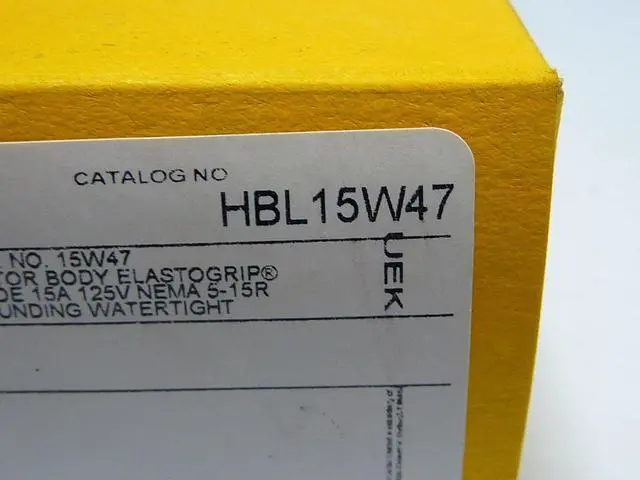 CATALOG NO
HBL15W47
NO. 15W47
TOR BODY ELASTOGRIP®
DE 15A 125V NEMA 5-15R
UNDING WATERTIGHT
UEK